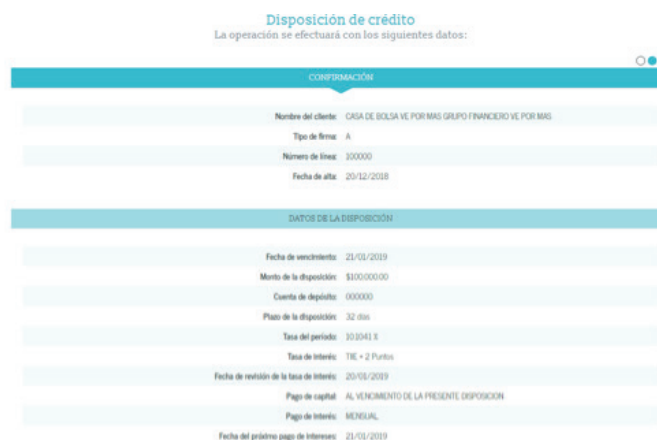 Disposición de crédito
La operación se efectuará con los siguientes datos:
CONFIRMACIÓN
Nombre del cliente: CASA DE BOLSA VE POR MAS GRUPO FINANCIERO VE POR MAS
Tipo de firma: A
Número de línea: 100000
Fecha de alta: 20/12/2018
DATOS DE LA DISPOSICIÓN
Fecha de vencimiento: 21/01/2019
Monto de la disposición: $100,000.00
Cuenta de depósito: 000000
Plazo de la disposición: 32 días
Tasa del periodo: 10.1041 X
Tasa de interés: TIIE + 2 Puntos
Fecha de revisión de la tasa de interés: 20/01/2019
Pago de capital: AL VENCIMIENTO DE LA PRESENTE DISPOSICION
Pago de interés: MENSUAL
Fecha del próximo pago de intereses: 21/01/2019